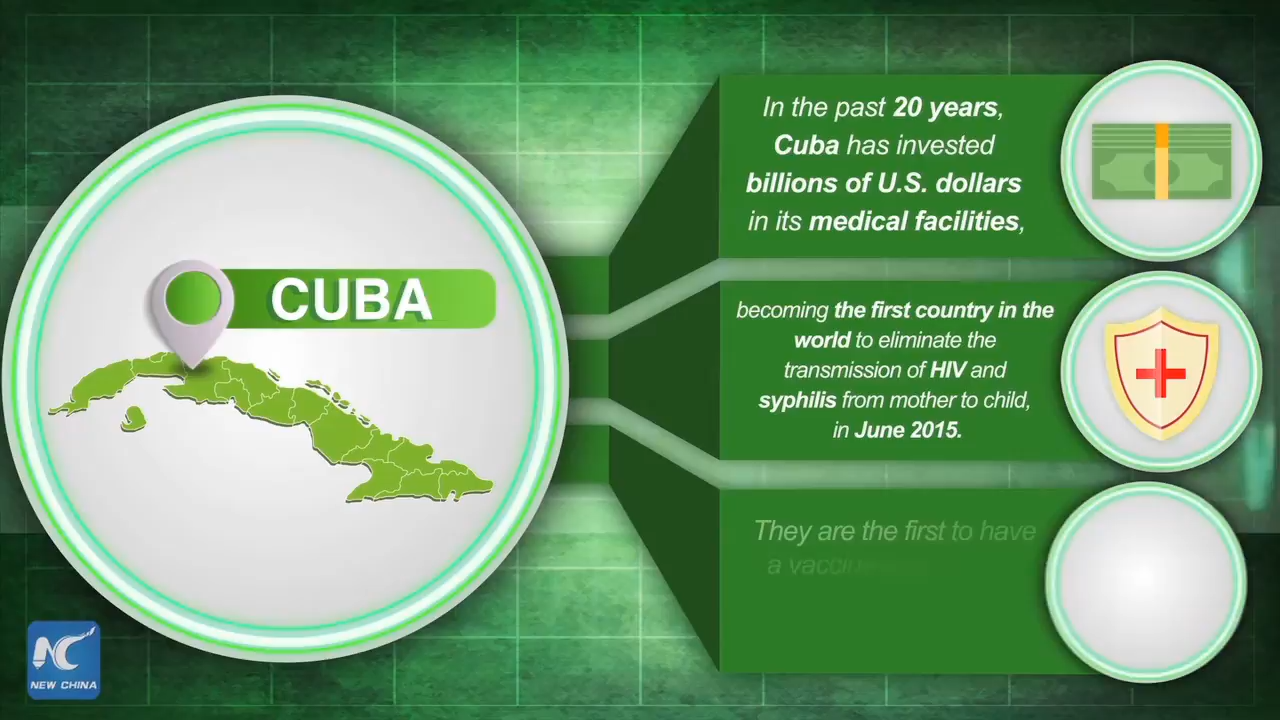 CUBA
In the past 20 years,
Cuba has invested
billions of U.S. dollars
in its medical facilities,
becoming the first country in the
world to eliminate the
transmission of HIV and
syphilis from mother to child,
in June 2015.
They are the first to have
a
NEW CHINA